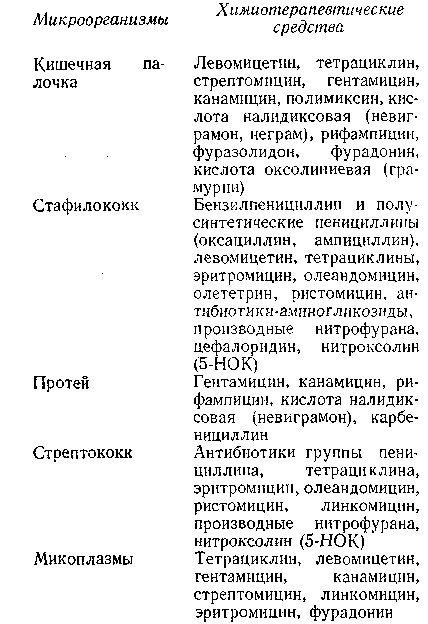 Микроорганизмы Химиотерапевтические
средства
Кишечная па- Левомицетин, тетрациклин,
лочка стрептомицин, гентамицин,
канамицин, полимиксин, кис-
лота налидиксовая (невиг-
рамон, неграм), рифампицин,
фуразолидон, фурадонин,
кислота оксолиниевая (гра-
мурин)
Стафилококк Бензилпенициллин и полу-
синтетические пенициллины
(оксациллин, ампициллин),
левомицетин, тетрациклины,
эритромицин, олеандомицин,
олететрин, ристомицин, ан-
тибиотики-аминогликозиды,
производные нитрофурана,
цефалоридин, нитроксолин
(5-НОК)
Протей Гентамицин, канамицин, ри-
фампицин, кислота налидик-
совая (невиграмон), карбе-
нициллин
Стрептококк Антибиотики группы пени-
циллина, тетрациклина,
эритромицин, олеандомицин,
ристомицин, линкомицин,
производные нитрофурана,
нитроксолин (5-НОК)
Микоплазмы Тетрациклин, левомицетин,
гентамицин, канамицин,
стрептомицин, линкомицин,
эритромицин, фурадонин